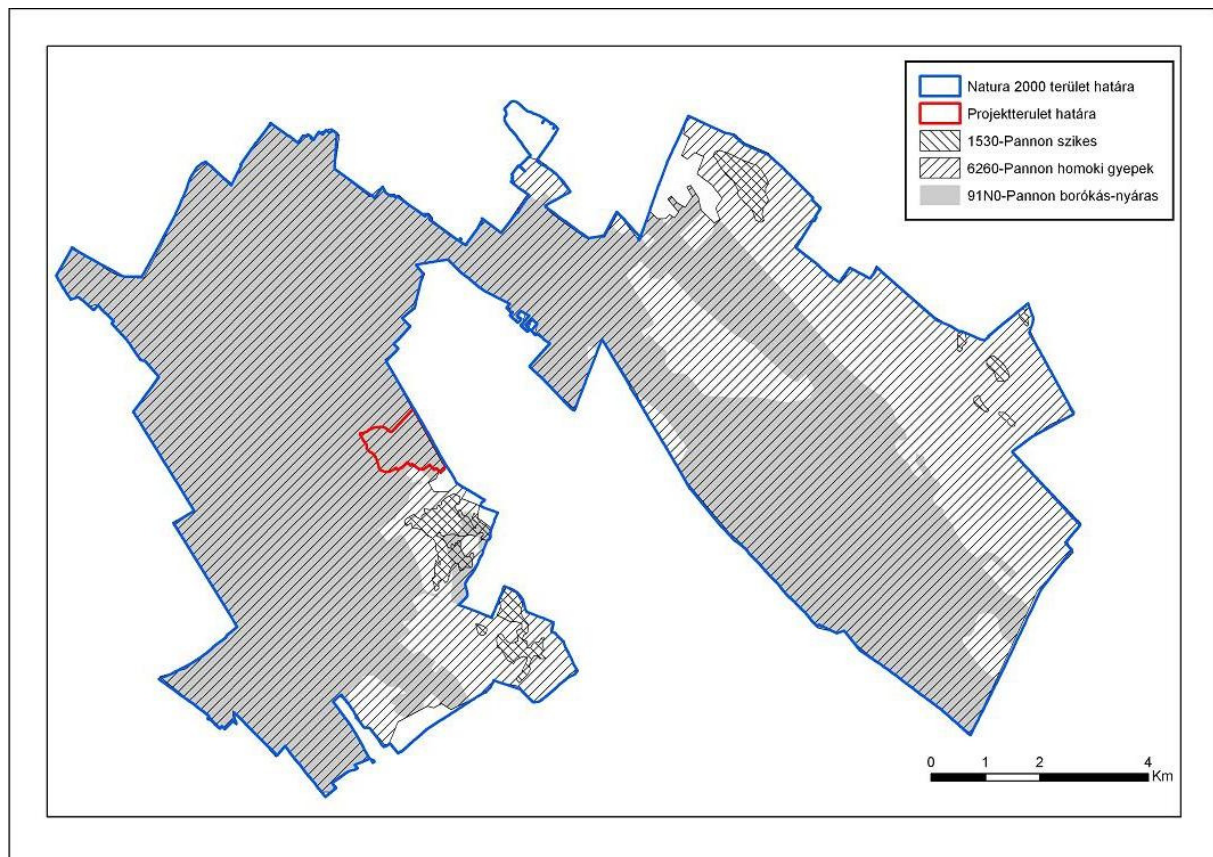 Natura 2000 terület határa
Projektterulet határa
1530-Pannon szikes
6260-Pannon homoki gyepek
91N0-Pannon borókás-nyáras
0 1 2 4
Km